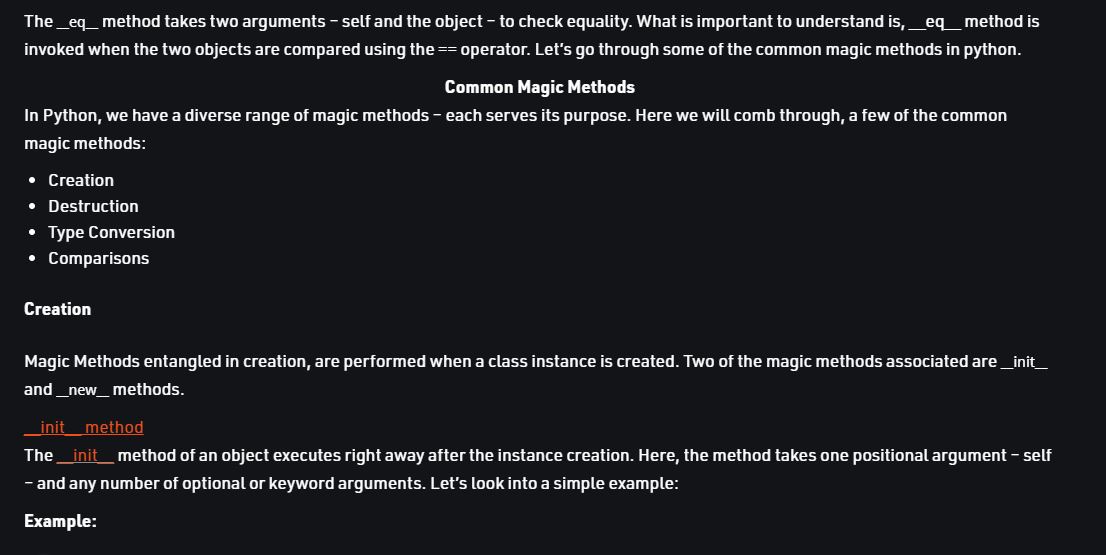 The __eq__ method takes two arguments – self and the object – to check equality. What is important to understand is, __eq__ method is
invoked when the two objects are compared using the == operator. Let's go through some of the common magic methods in python.
Common Magic Methods
In Python, we have a diverse range of magic methods – each serves its purpose. Here we will comb through, a few of the common
magic methods:
• Creation
• Destruction
• Type Conversion
• Comparisons
Creation
Magic Methods entangled in creation, are performed when a class instance is created. Two of the magic methods associated are __init__
and __new__ methods.
__init__ method
The __init__ method of an object executes right away after the instance creation. Here, the method takes one positional argument – self
– and any number of optional or keyword arguments. Let's look into a simple example:
Example: